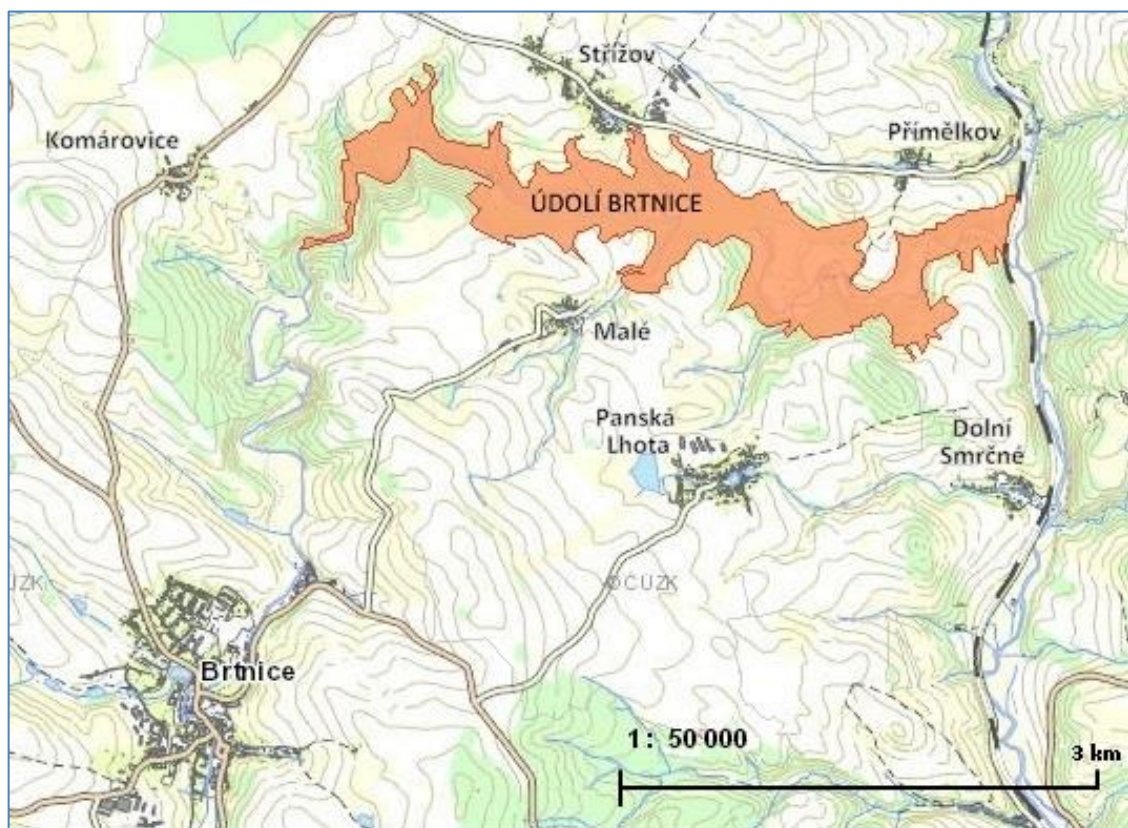 Střížov
Komárovice
Přímělkov
ÚDOLÍ BRTNICE
Malé
Panská
Lhota
Dolní
Smrčné
ÚZK
©ČÚZK
Brtnice
1 : 50 000
3 km